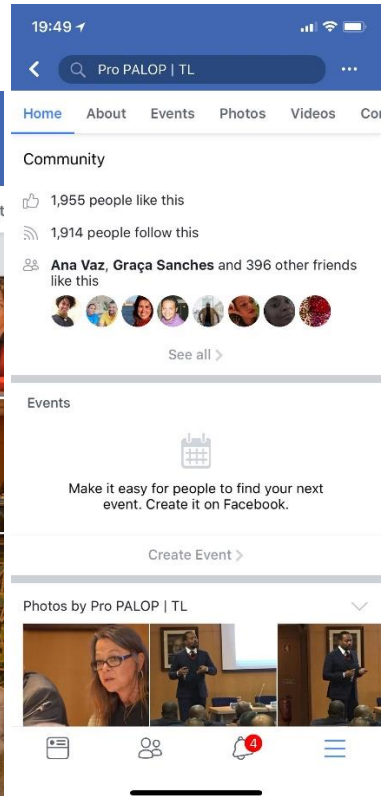 19:49
Pro PALOP | TL
Home About Events Photos Videos
Community
1,955 people like this
1,914 people follow this
Ana Vaz, Graça Sanches and 396 other friends
like this
See all
Events
Make it easy for people to find your next
event. Create it on Facebook.
Create Event
Photos by Pro PALOP | TL
4